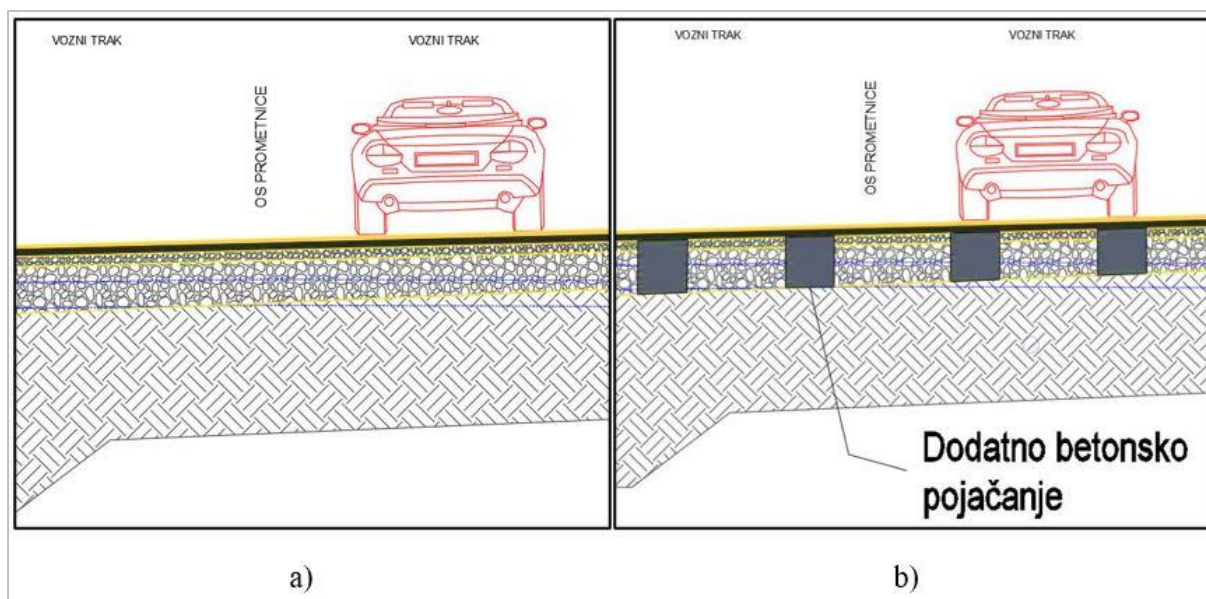 VOZNI TRAK
VOZNI TRAK
OS PROMETNICE
VOZNI TRAK
VOZNI TRAK
OS PROMETNICE
Dodatno betonsko
pojačanje
a)
b)